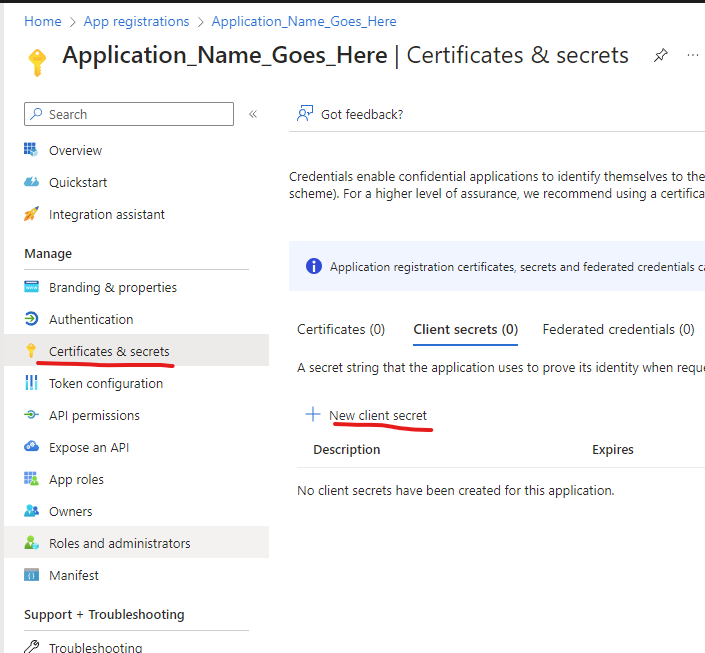 Home > App registrations > Application_Name_Goes_Here
Application_Name_Goes_Here | Certificates & secrets
Search
Got feedback?
Overview
Quickstart
Integration assistant
Manage
Branding & properties
Authentication
Certificates & secrets
Token configuration
API permissions
Expose an API
App roles
Owners
Roles and administrators
Manifest
Support + Troubleshooting
Troubleshooting
Credentials enable confidential applications to identify themselves to the
scheme). For a higher level of assurance, we recommend using a certifica
Application registration certificates, secrets and federated credentials ca
Certificates (0) Client secrets (0) Federated credentials (0)
A secret string that the application uses to prove its identity when reque
New client secret
Description Expires
No client secrets have been created for this application.